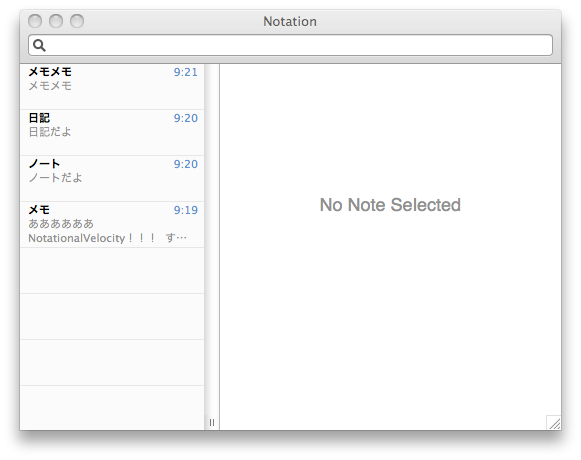 Notation
メモメモ 9:21
メモメモ
日記 9:20
日記だよ
ノート 9:20
ノートだよ
メモ 9:19
ああああああ
NotationalVelocity！！！ す…
No Note Selected